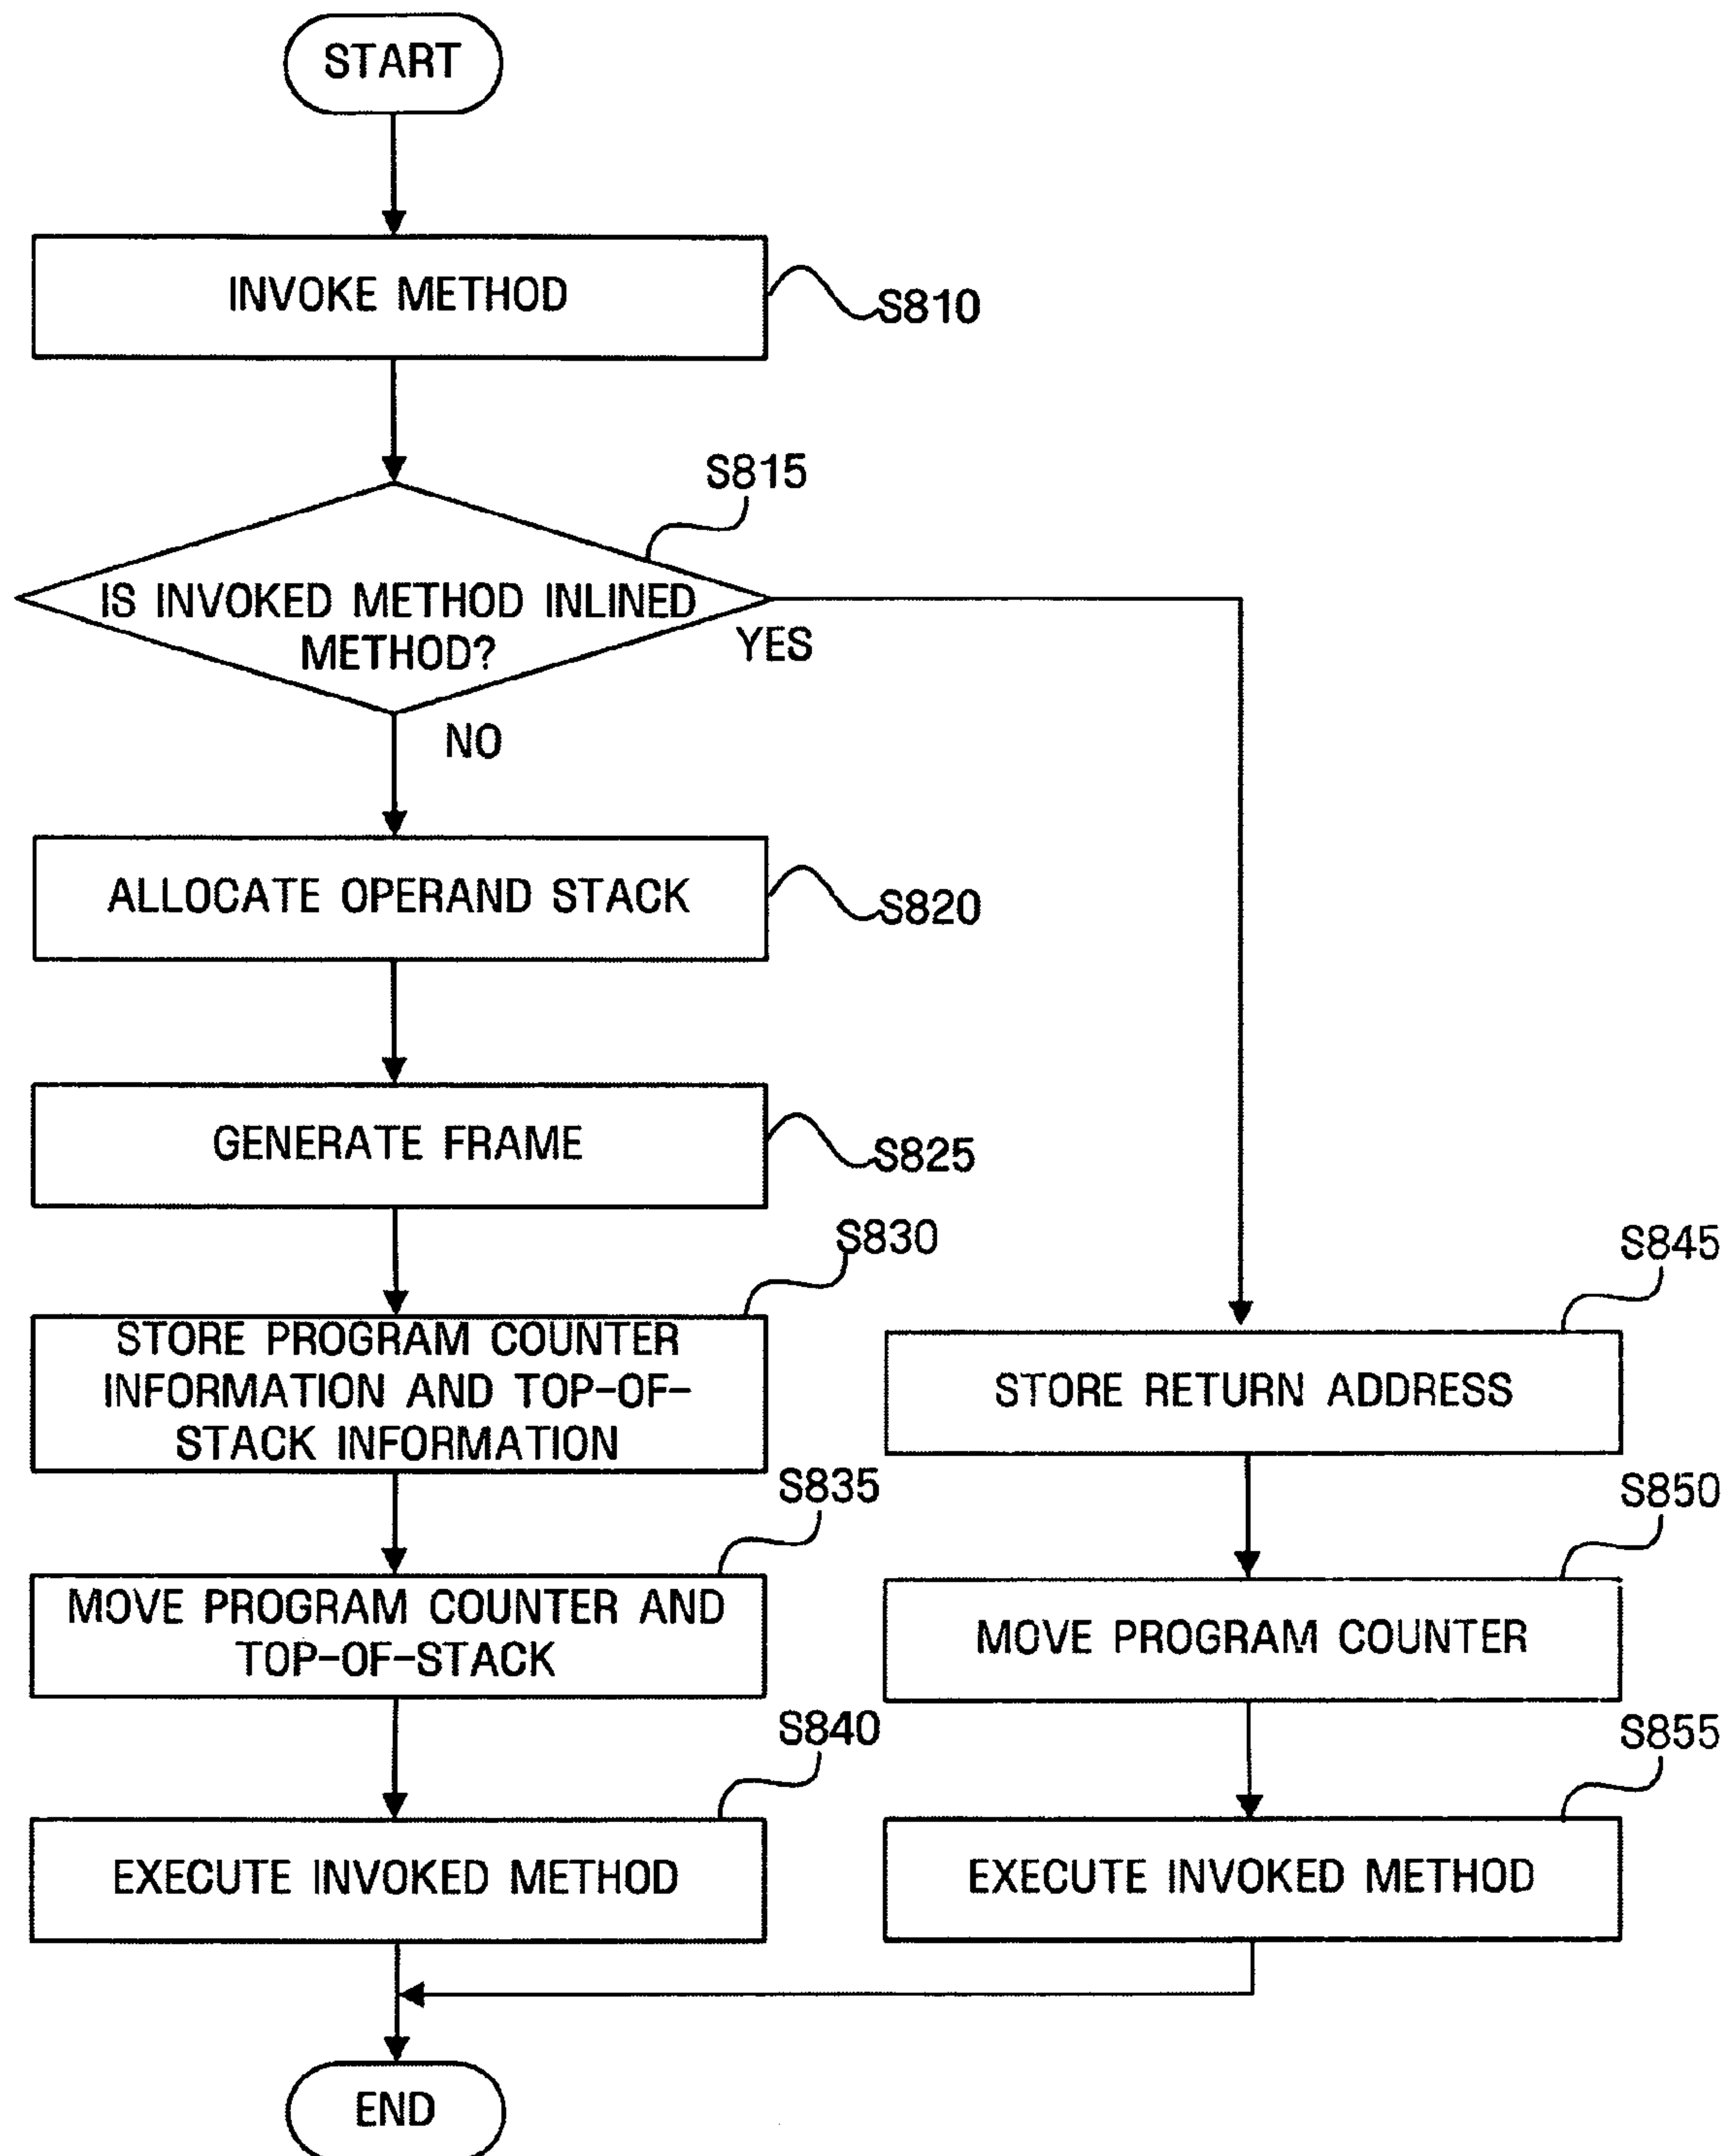 START
INVOKE METHOD
S810
S815
IS INVOKED METHOD INLINED
METHOD?
YES
NO
ALLOCATE OPERAND STACK
S820
GENERATE FRAME
S825
S830
STORE PROGRAM COUNTER
INFORMATION AND TOP-OF-
STACK INFORMATION
S835
MOVE PROGRAM COUNTER AND
TOP-OF-STACK
S840
EXECUTE INVOKED METHOD
S845
STORE RETURN ADDRESS
S850
MOVE PROGRAM COUNTER
S855
EXECUTE INVOKED METHOD
END